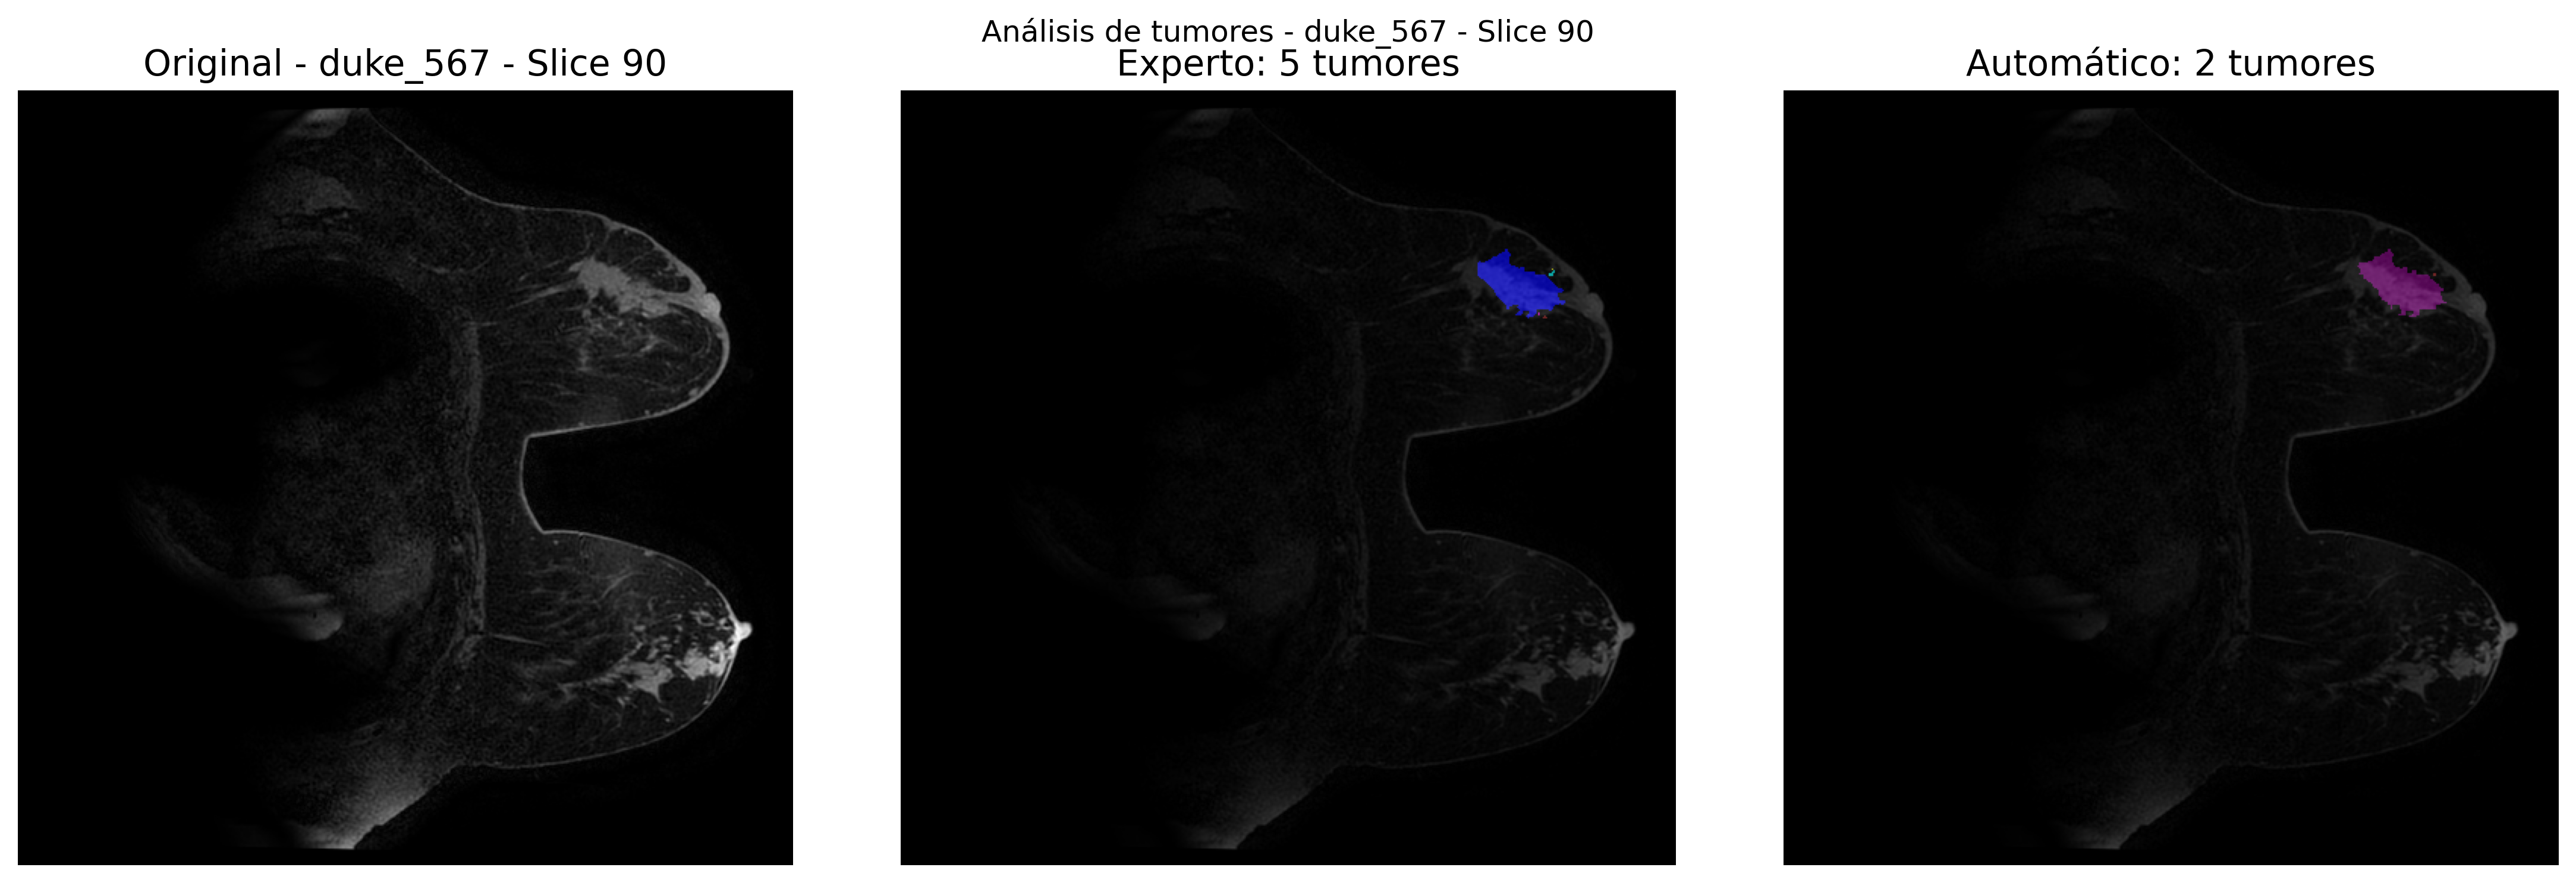 Análisis de tumores - duke_567 - Slice 90
Original - duke_567 - Slice 90
Experto: 5 tumores
Automático: 2 tumores